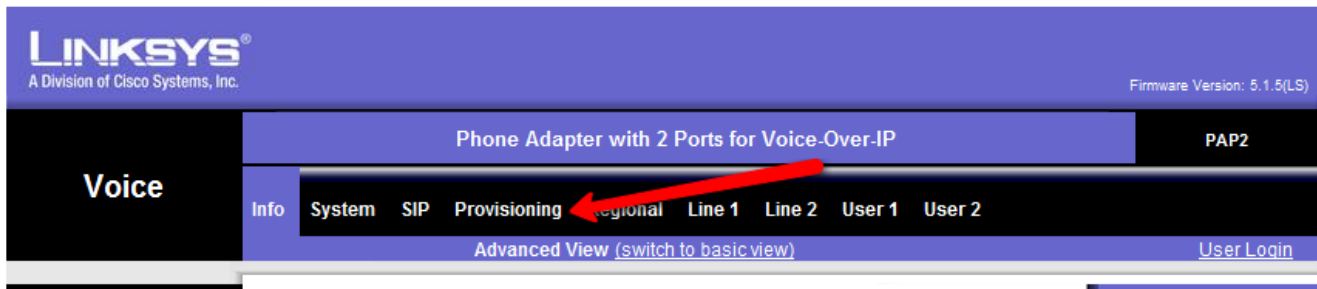 LINKSYS®
A Division of Cisco Systems, Inc.
Firmware Version: 5.1.5(LS)
Phone Adapter with 2 Ports for Voice-Over-IP
PAP2
Voice
Info System SIP Provisioning Regional Line 1 Line 2 User 1 User 2
Advanced View (switch to basic view)
User Login